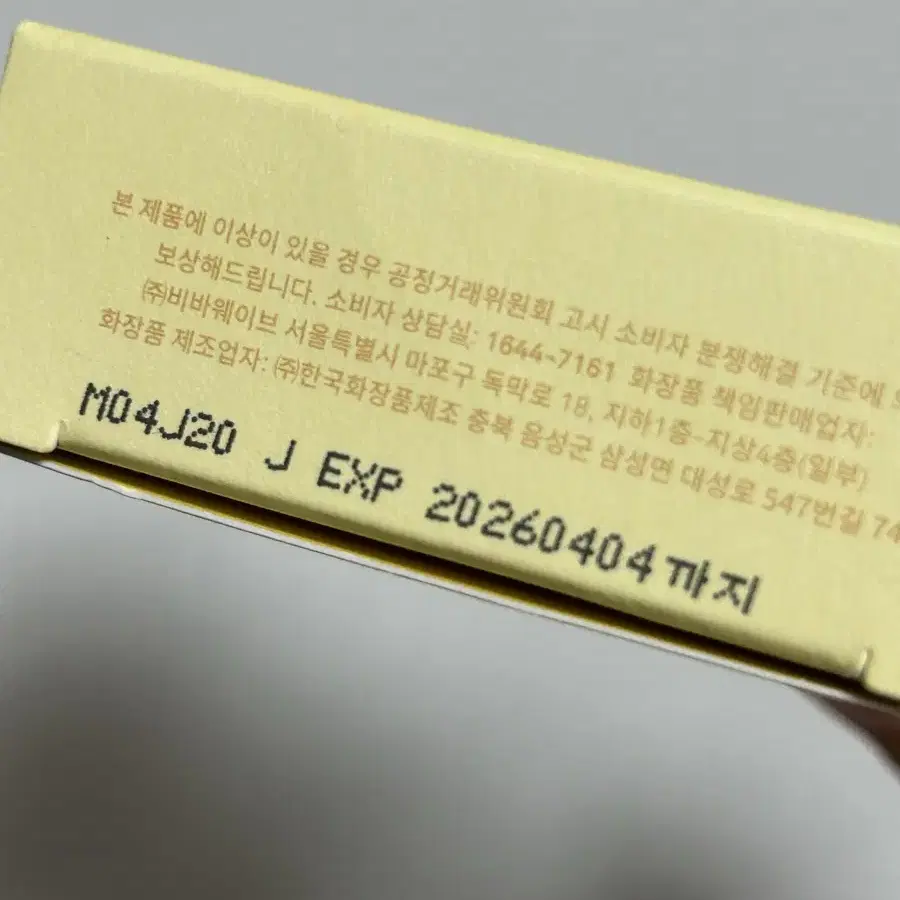 본 제품에 이상이 있을 경우 공정거래위원회 고시 소비자 분쟁해결 기준에
보상해드립니다. 소비자 상담실: 1644-7161 화장품 책임판매업자:
㈜비바웨이브 서울특별시 마포구 독막로 18, 지하1층-지상4층(일부)
화장품 제조업자: ㈜한국화장품제조 충북 음성군 삼성면 대성로 547번길 74
M04J20 J EXP 20260404까지